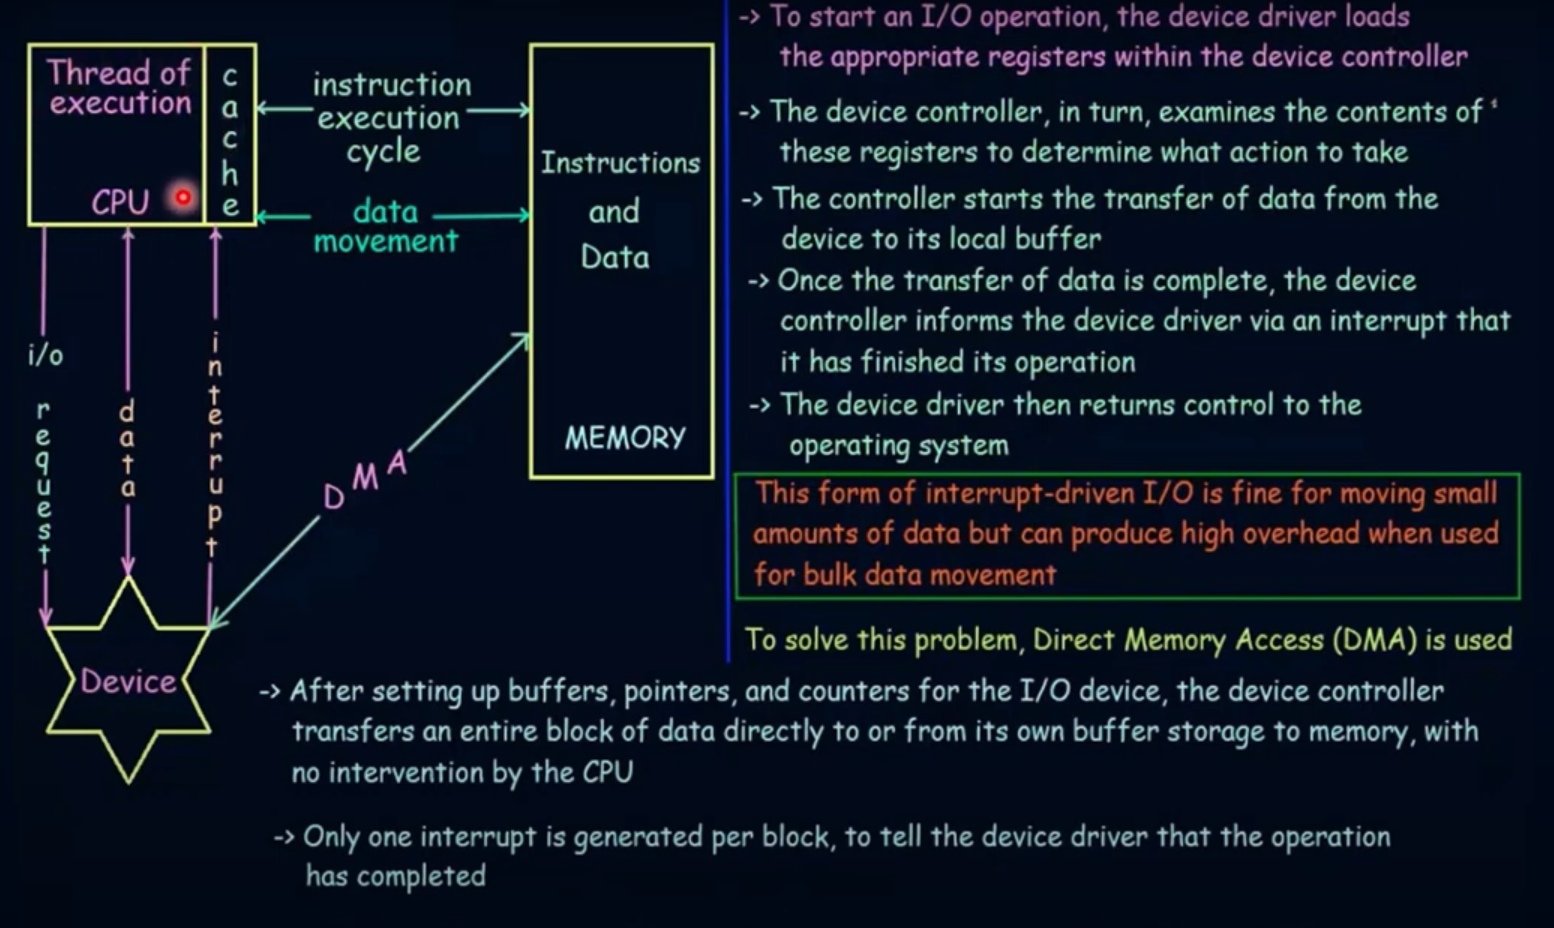 Thread of
execution
CPU
cache
instruction
execution
cycle
data
movement
Instructions
and
Data
MEMORY
i/o
request
data
interrupt
DMA
Device
-> To start an I/O operation, the device driver loads
the appropriate registers within the device controller
-> The device controller, in turn, examines the contents of
these registers to determine what action to take
-> The controller starts the transfer of data from the
device to its local buffer
-> Once the transfer of data is complete, the device
controller informs the device driver via an interrupt that
it has finished its operation
-> The device driver then returns control to the
operating system
This form of interrupt-driven I/O is fine for moving small
amounts of data but can produce high overhead when used
for bulk data movement
To solve this problem, Direct Memory Access (DMA) is used
-> After setting up buffers, pointers, and counters for the I/O device, the device controller
transfers an entire block of data directly to or from its own buffer storage to memory, with
no intervention by the CPU
-> Only one interrupt is generated per block, to tell the device driver that the operation
has completed